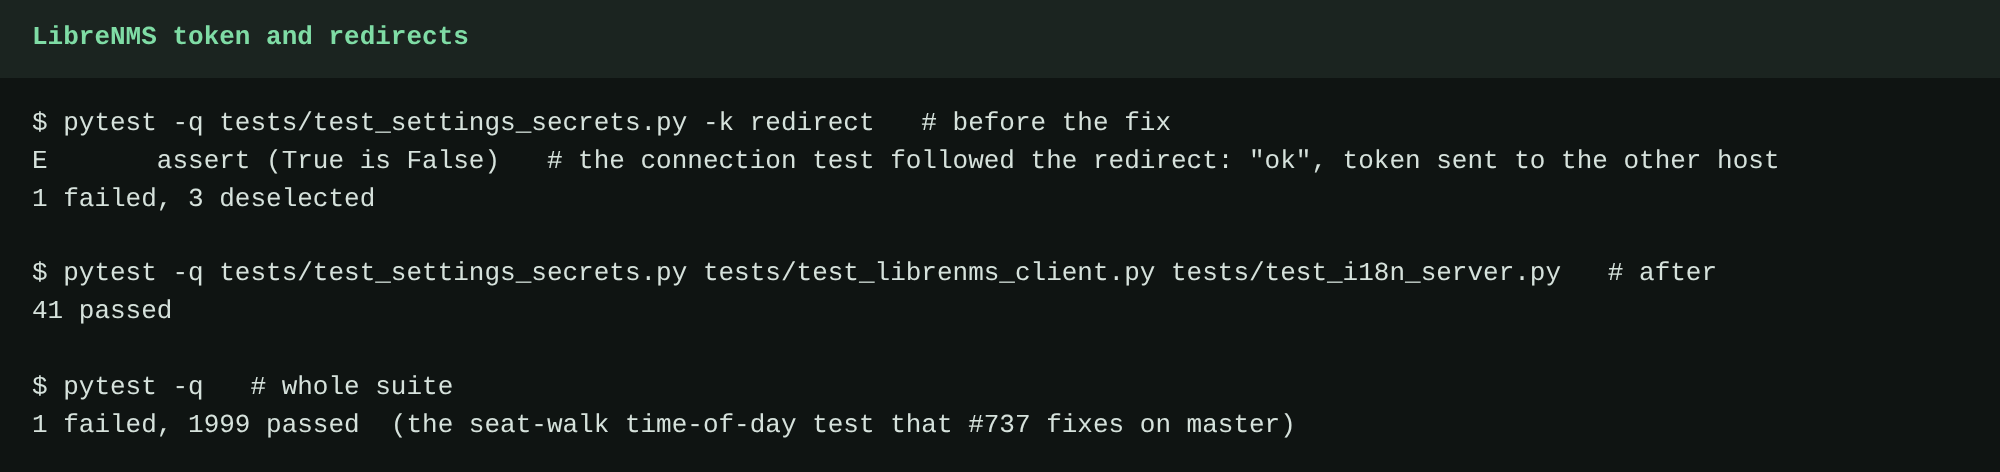 LibreNMS token and redirects
$ pytest -q tests/test_settings_secrets.py -k redirect   # before the fix
E       assert (True is False)   # the connection test followed the redirect: "ok", token sent to the other host
1 failed, 3 deselected
$ pytest -q tests/test_settings_secrets.py tests/test_librenms_client.py tests/test_i18n_server.py   # after
41 passed
$ pytest -q   # whole suite
1 failed, 1999 passed  (the seat-walk time-of-day test that #737 fixes on master)